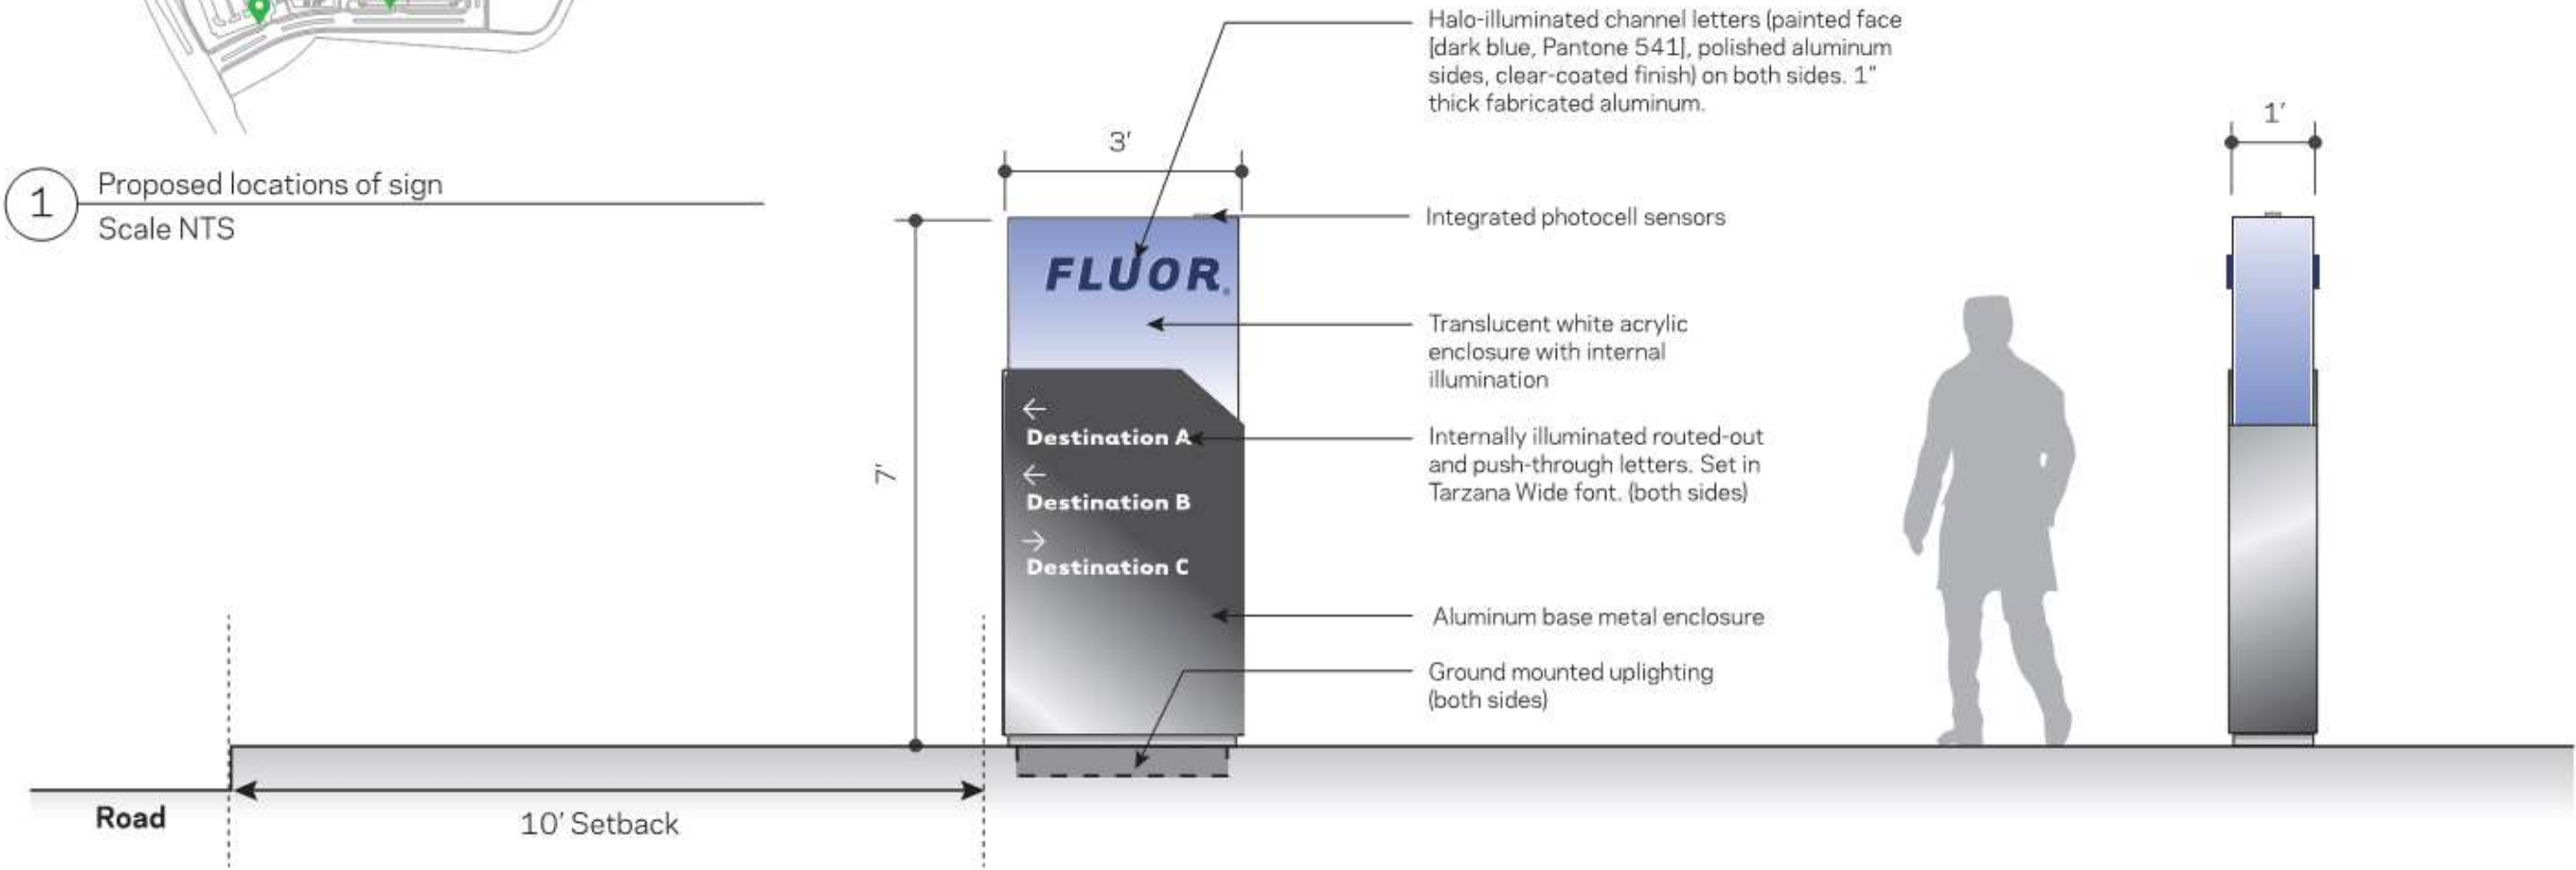 Halo-illuminated channel letters (painted face
[dark blue, Pantone 541], polished aluminum
sides, clear-coated finish) on both sides. 1"
thick fabricated aluminum.
1
Proposed locations of sign
Scale NTS
3'
1'
Integrated photocell sensors
FLUOR®
Translucent white acrylic
enclosure with internal
illumination
7'
←
Destination A
←
Destination B
→
Destination C
Internally illuminated routed-out
and push-through letters. Set in
Tarzana Wide font. (both sides)
Aluminum base metal enclosure
Ground mounted uplighting
(both sides)
Road
10' Setback